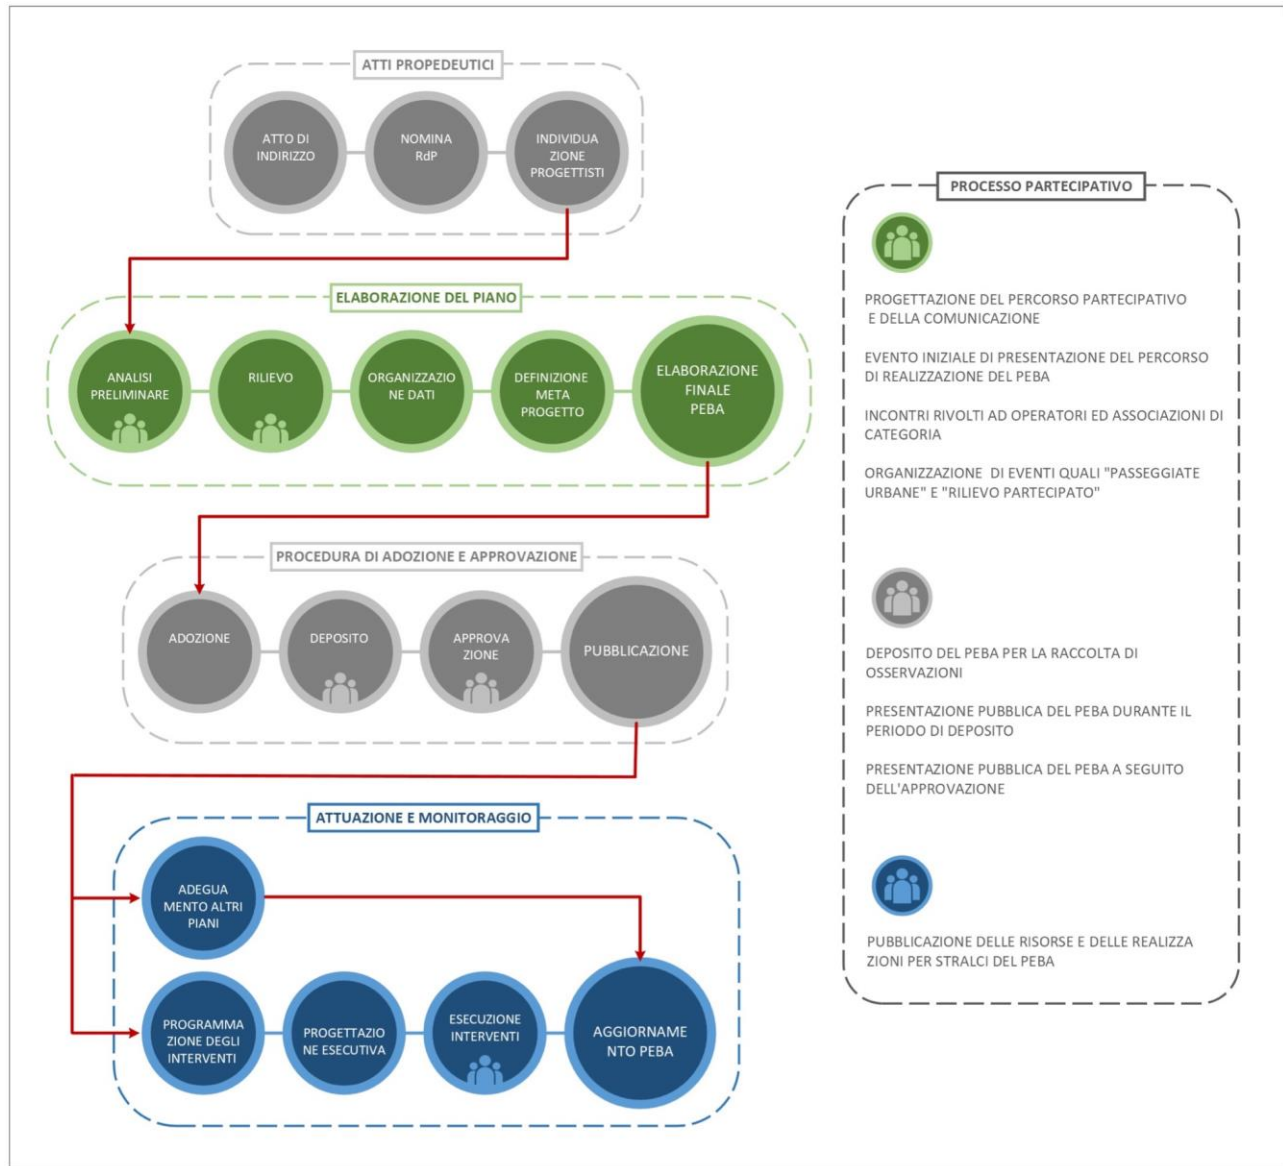 ATTI PROPEDEUTICI
ATTO DI
INDIRIZZO
NOMINA
RdP
INDIVIDUA
ZIONE
PROGETTISTI
ELABORAZIONE DEL PIANO
ANALISI
PRELIMINARE
RILIEVO
ORGANIZZAZIO
NE DATI
DEFINIZIONE
META
PROGETTO
ELABORAZIONE
FINALE
PEBA
PROCEDURA DI ADOZIONE E APPROVAZIONE
ADOZIONE
DEPOSITO
APPROVA
ZIONE
PUBBLICAZIONE
ATTUAZIONE E MONITORAGGIO
ADEGUA
MENTO ALTRI
PIANI
PROGRAMMA
ZIONE DEGLI
INTERVENTI
PROGETTAZIO
NE ESECUTIVA
ESECUZIONE
INTERVENTI
AGGIORNAME
NTO PEBA
PROCESSO PARTECIPATIVO
PROGETTAZIONE DEL PERCORSO PARTECIPATIVO
E DELLA COMUNICAZIONE
EVENTO INIZIALE DI PRESENTAZIONE DEL PERCORSO
DI REALIZZAZIONE DEL PEBA
INCONTRI RIVOLTI AD OPERATORI ED ASSOCIAZIONI DI
CATEGORIA
ORGANIZZAZIONE DI EVENTI QUALI "PASSEGGIATE
URBANE" E "RILIEVO PARTECIPATO"
DEPOSITO DEL PEBA PER LA RACCOLTA DI
OSSERVAZIONI
PRESENTAZIONE PUBBLICA DEL PEBA DURANTE IL
PERIODO DI DEPOSITO
PRESENTAZIONE PUBBLICA DEL PEBA A SEGUITO
DELL'APPROVAZIONE
PUBBLICAZIONE DELLE RISORSE E DELLE REALIZZA
ZIONI PER STRALCI DEL PEBA